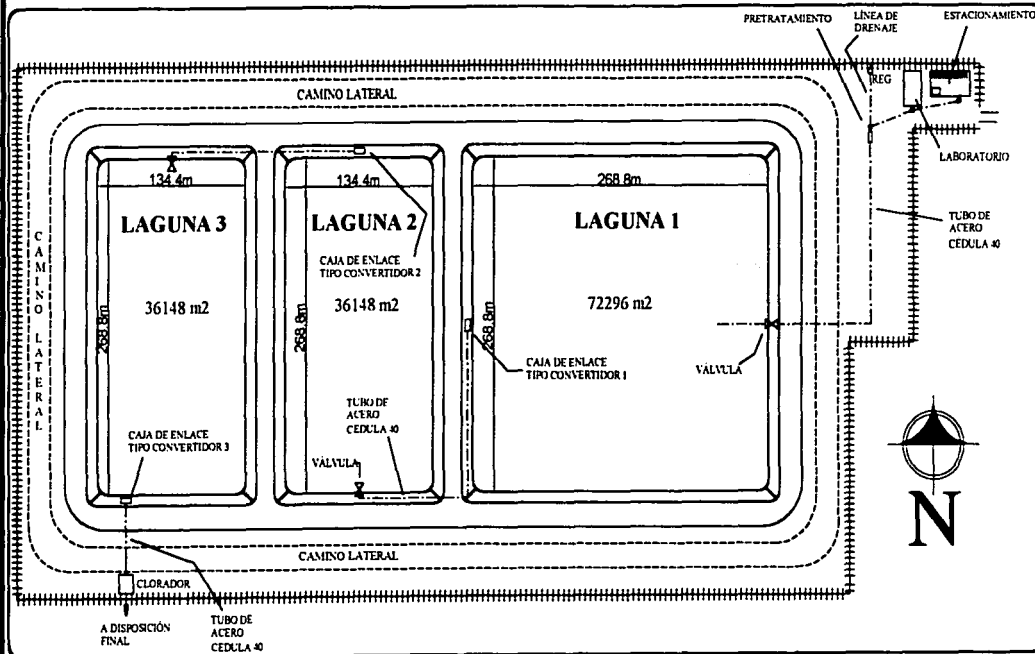 PRETRATAMIENTO
LÍNEA DE
DRENAJE
ESTACIONAMIENTO
REG
LABORATORIO
TUBO DE
ACERO
CEDULA 40
CAMINO LATERAL
134.4m
134.4m
268.8m
LAGUNA 3
LAGUNA 2
LAGUNA 1
CAJA DE ENLACE
TIPO CONVERTIDOR 2
36148 m2
36148 m2
72296 m2
268.8m
268.8m
268.8m
CAMINO LATERAL
CAJA DE ENLACE
TIPO CONVERTIDOR 1
VÁLVULA
TUBO DE
ACERO
CEDULA 40
CAJA DE ENLACE
TIPO CONVERTIDOR 3
VÁLVULA
N
CAMINO LATERAL
CLORADOR
A DISPOSICIÓN
FINAL
TUBO DE
ACERO
CEDULA 40